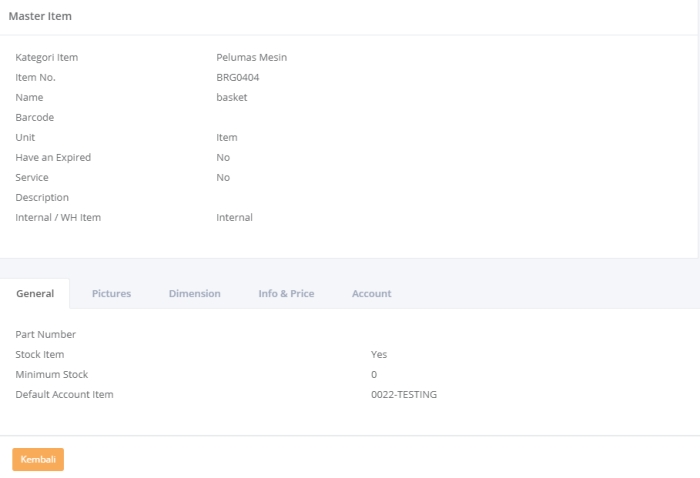 Master Item
Kategori Item Pelumas Mesin
Item No. BRG0404
Name basket
Barcode
Unit Item
Have an Expired No
Service No
Description
Internal / WH Item Internal
General Pictures Dimension Info & Price Account
Part Number
Stock Item Yes
Minimum Stock 0
Default Account Item 0022-TESTING
Kembali